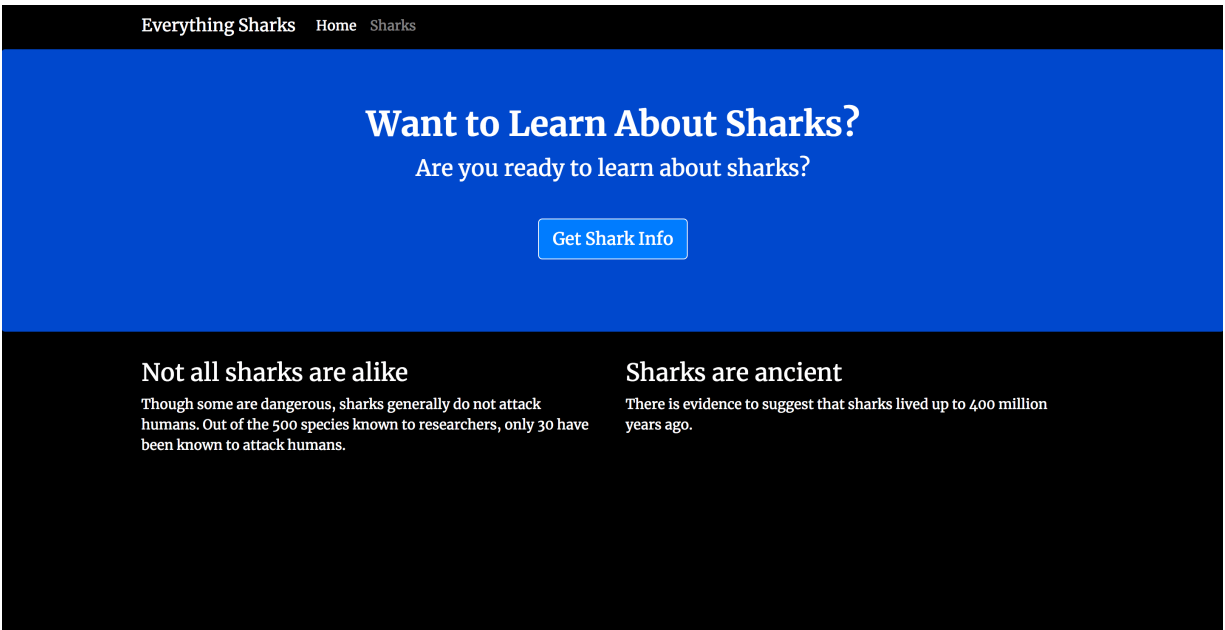 Everything Sharks Home Sharks
Want to Learn About Sharks?
Are you ready to learn about sharks?
Get Shark Info
Not all sharks are alike
Though some are dangerous, sharks generally do not attack
humans. Out of the 500 species known to researchers, only 30 have
been known to attack humans.
Sharks are ancient
There is evidence to suggest that sharks lived up to 400 million
years ago.